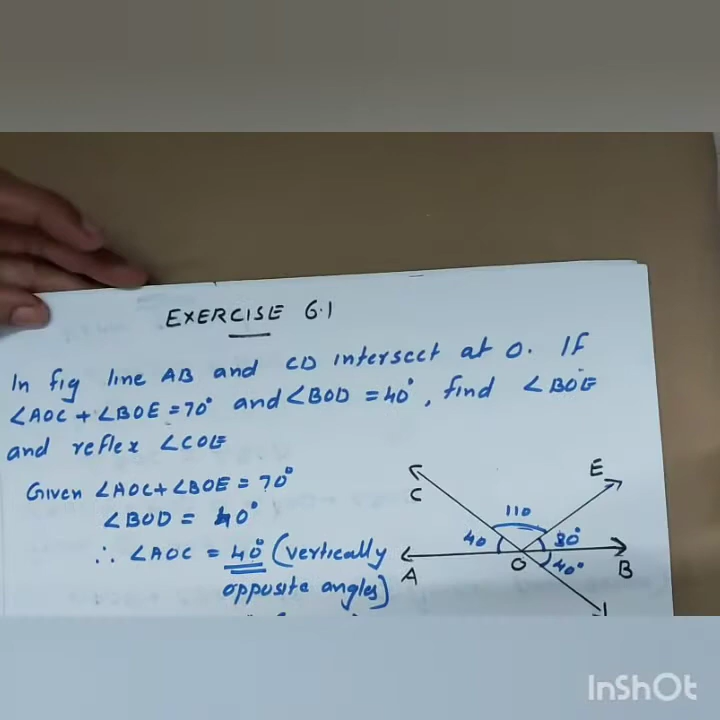 EXERCISE 6.1
In fig line AB and CD intersect at O. If
∠AOC + ∠BOE = 70° and ∠BOD = 40°, find ∠BOE
and reflex ∠COE
Given ∠AOC + ∠BOE = 70°
∠BOD = 40°
∴ ∠AOC = 40° (vertically
opposite angles)
C
E
110
40
30°
A
O
40°
B
InShOt